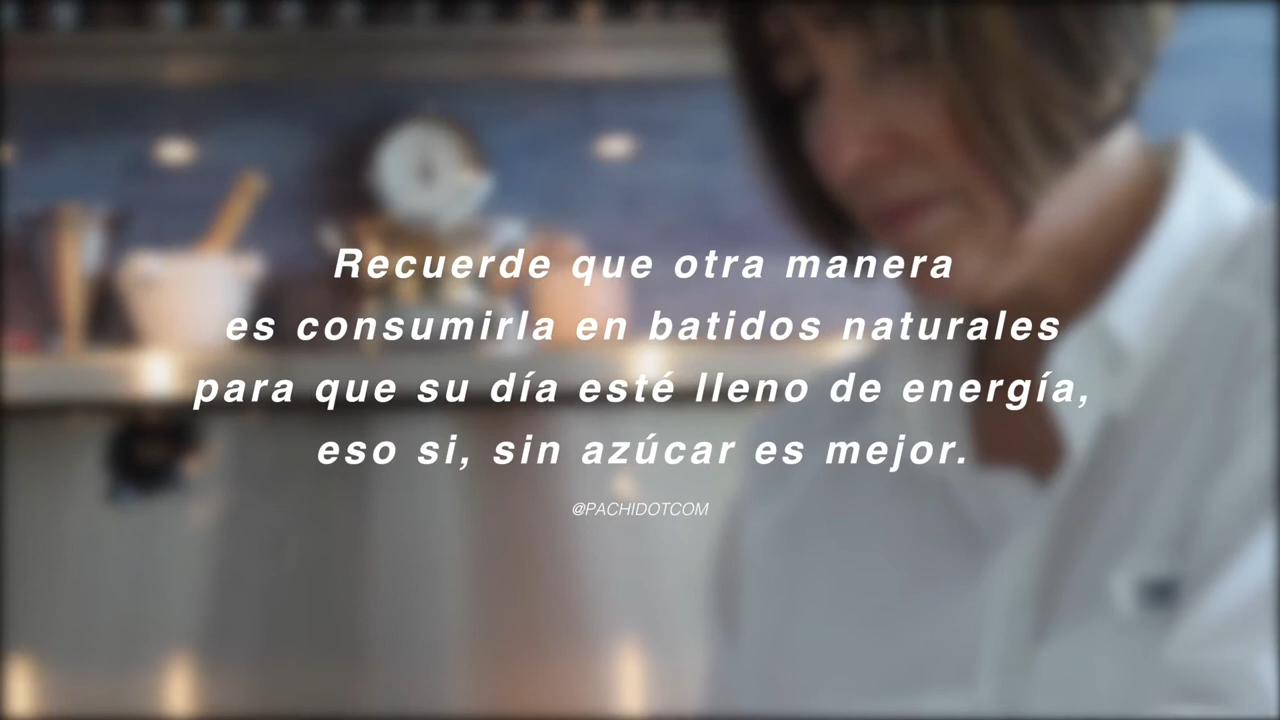 Recuerde que otra manera
es consumirla en batidos naturales
para que su día esté lleno de energía,
eso si, sin azúcar es mejor.
@PACHIDOTCOM